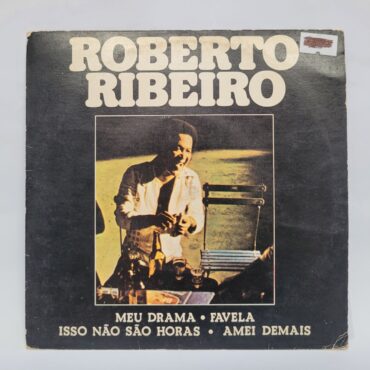 ROBERTO
RIBEIRO
MEU DRAMA • FAVELA
ISSO NÃO SÃO HORAS • AMEI DEMAIS